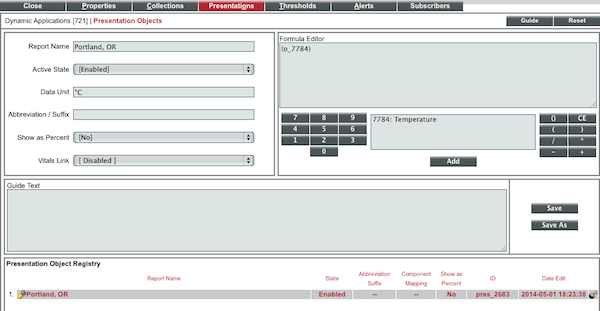 Close Properties Collections Presentations Thresholds Alerts Subscribers
Dynamic Applications [721] | Presentation Objects Guide Reset
Report Name Portland, OR
Active State [Enabled]
Data Unit °C
Abbreviation / Suffix
Show as Percent [No]
Vitals Link [ Disabled ]
Formula Editor
(o_7784)
7 8 9
4 5 6
1 2 3
0
7784: Temperature
Add
() CE
( )
/ *
- +
Guide Text
Save
Save As
Presentation Object Registry
Report Name State Abbreviation Suffix Component Mapping Show as Percent ID Date Edit
1. Portland, OR Enabled -- -- No pres_2683 2014-05-01 18:23:38